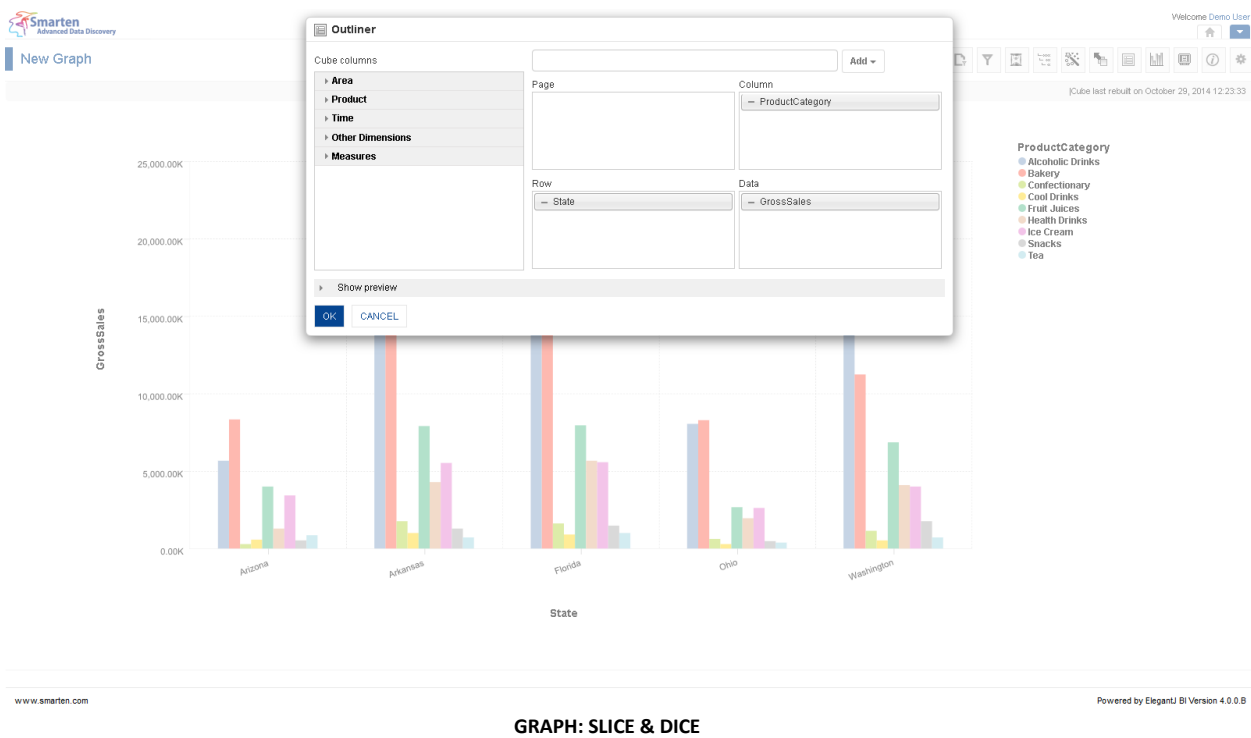 Smarten
Advanced Data Discovery
Welcome Demo User
New Graph
|Cube last rebuilt on October 29, 2014 12:23:33
Outliner
Cube columns
Add
Area
Product
Time
Other Dimensions
Measures
Page
Column
ProductCategory
Row
State
Data
GrossSales
Show preview
OK
CANCEL
25,000.00K
20,000.00K
15,000.00K
10,000.00K
5,000.00K
0.00K
GrossSales
Arizona
Arkansas
Florida
Ohio
Washington
State
ProductCategory
Alcoholic Drinks
Bakery
Confectionary
Cool Drinks
Fruit Juices
Health Drinks
Ice Cream
Snacks
Tea
www.smarten.com
Powered by ElegantJ BI Version 4.0.0.B
GRAPH: SLICE & DICE